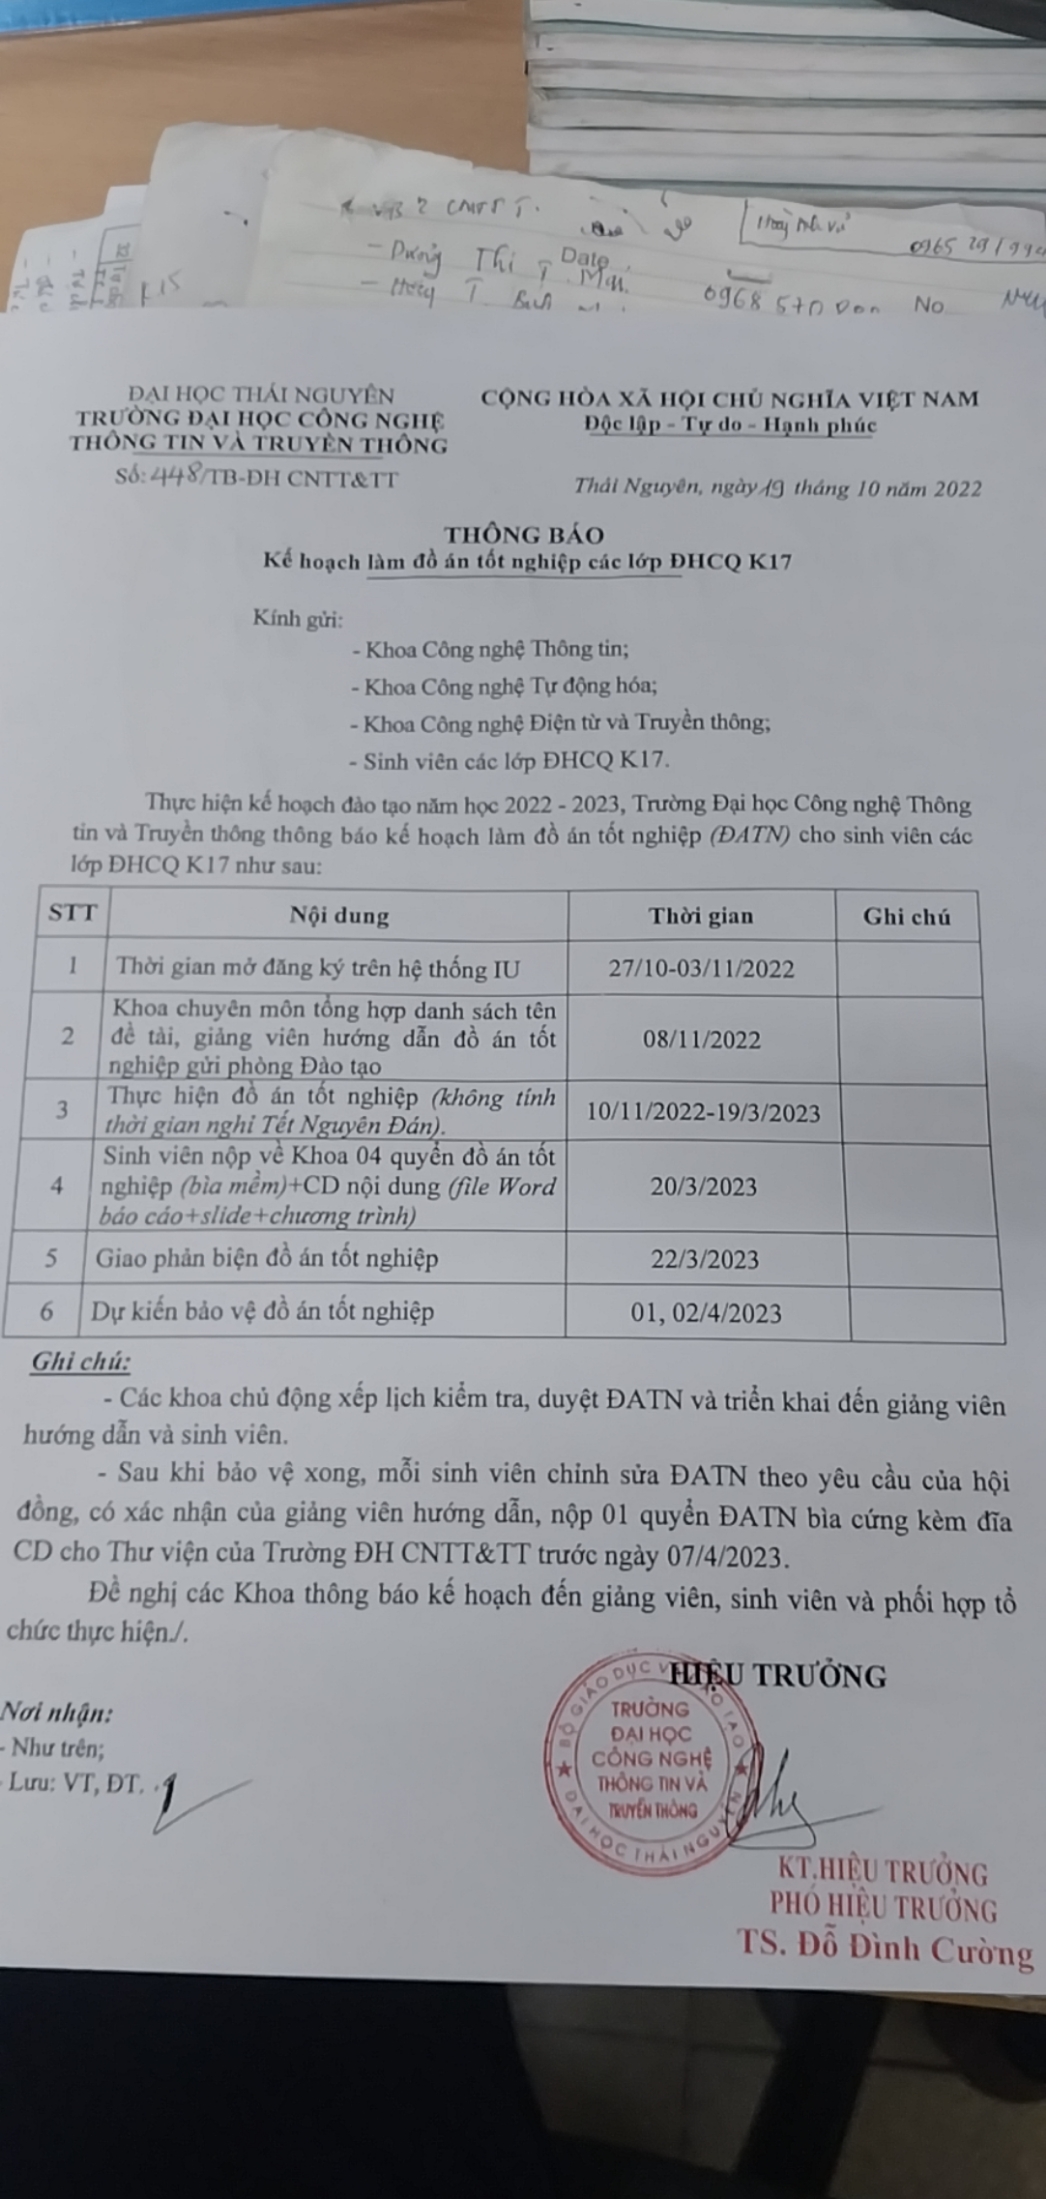 VB 2 CNTT T.
- Dương Thị T
Date
0968 570
No
K15
ĐẠI HỌC THÁI NGUYÊN
TRƯỜNG ĐẠI HỌC CÔNG NGHỆ
THÔNG TIN VÀ TRUYỀN THÔNG
Số: 448/TB-ĐH CNTT&TT
CỘNG HÒA XÃ HỘI CHỦ NGHĨA VIỆT NAM
Độc lập - Tự do - Hạnh phúc
Thái Nguyên, ngày 19 tháng 10 năm 2022
THÔNG BÁO
Kế hoạch làm đồ án tốt nghiệp các lớp ĐHCQ K17
Kính gửi:
- Khoa Công nghệ Thông tin;
- Khoa Công nghệ Tự động hóa;
- Khoa Công nghệ Điện tử và Truyền thông;
- Sinh viên các lớp ĐHCQ K17.
Thực hiện kế hoạch đào tạo năm học 2022 - 2023, Trường Đại học Công nghệ Thông
tin và Truyền thông thông báo kế hoạch làm đồ án tốt nghiệp (ĐATN) cho sinh viên các
lớp ĐHCQ K17 như sau:
STT Nội dung Thời gian Ghi chú
1 Thời gian mở đăng ký trên hệ thống IU 27/10-03/11/2022
Khoa chuyên môn tổng hợp danh sách tên
2 đề tài, giảng viên hướng dẫn đồ án tốt 08/11/2022
nghiệp gửi phòng Đào tạo
3 Thực hiện đồ án tốt nghiệp (không tính 10/11/2022-19/3/2023
thời gian nghỉ Tết Nguyên Đán).
Sinh viên nộp về Khoa 04 quyển đồ án tốt
4 nghiệp (bìa mềm)+CD nội dung (file Word 20/3/2023
báo cáo+slide+chương trình)
5 Giao phản biện đồ án tốt nghiệp 22/3/2023
6 Dự kiến bảo vệ đồ án tốt nghiệp 01, 02/4/2023
Ghi chú:
- Các khoa chủ động xếp lịch kiểm tra, duyệt ĐATN và triển khai đến giảng viên
hướng dẫn và sinh viên.
- Sau khi bảo vệ xong, mỗi sinh viên chỉnh sửa ĐATN theo yêu cầu của hội
đồng, có xác nhận của giảng viên hướng dẫn, nộp 01 quyển ĐATN bìa cứng kèm đĩa
CD cho Thư viện của Trường ĐH CNTT&TT trước ngày 07/4/2023.
Đề nghị các Khoa thông báo kế hoạch đến giảng viên, sinh viên và phối hợp tổ
chức thực hiện./.
Nơi nhận:
- Như trên;
- Lưu: VT, ĐT.
HIỆU TRƯỞNG
BỘ GIÁO DỤC VÀ ĐÀO TẠO
TRƯỜNG
ĐẠI HỌC
CÔNG NGHỆ
THÔNG TIN VÀ
TRUYỀN THÔNG
ĐẠI HỌC THÁI NGUYÊN
KT.HIỆU TRƯỞNG
PHÓ HIỆU TRƯỞNG
TS. Đỗ Đình Cường